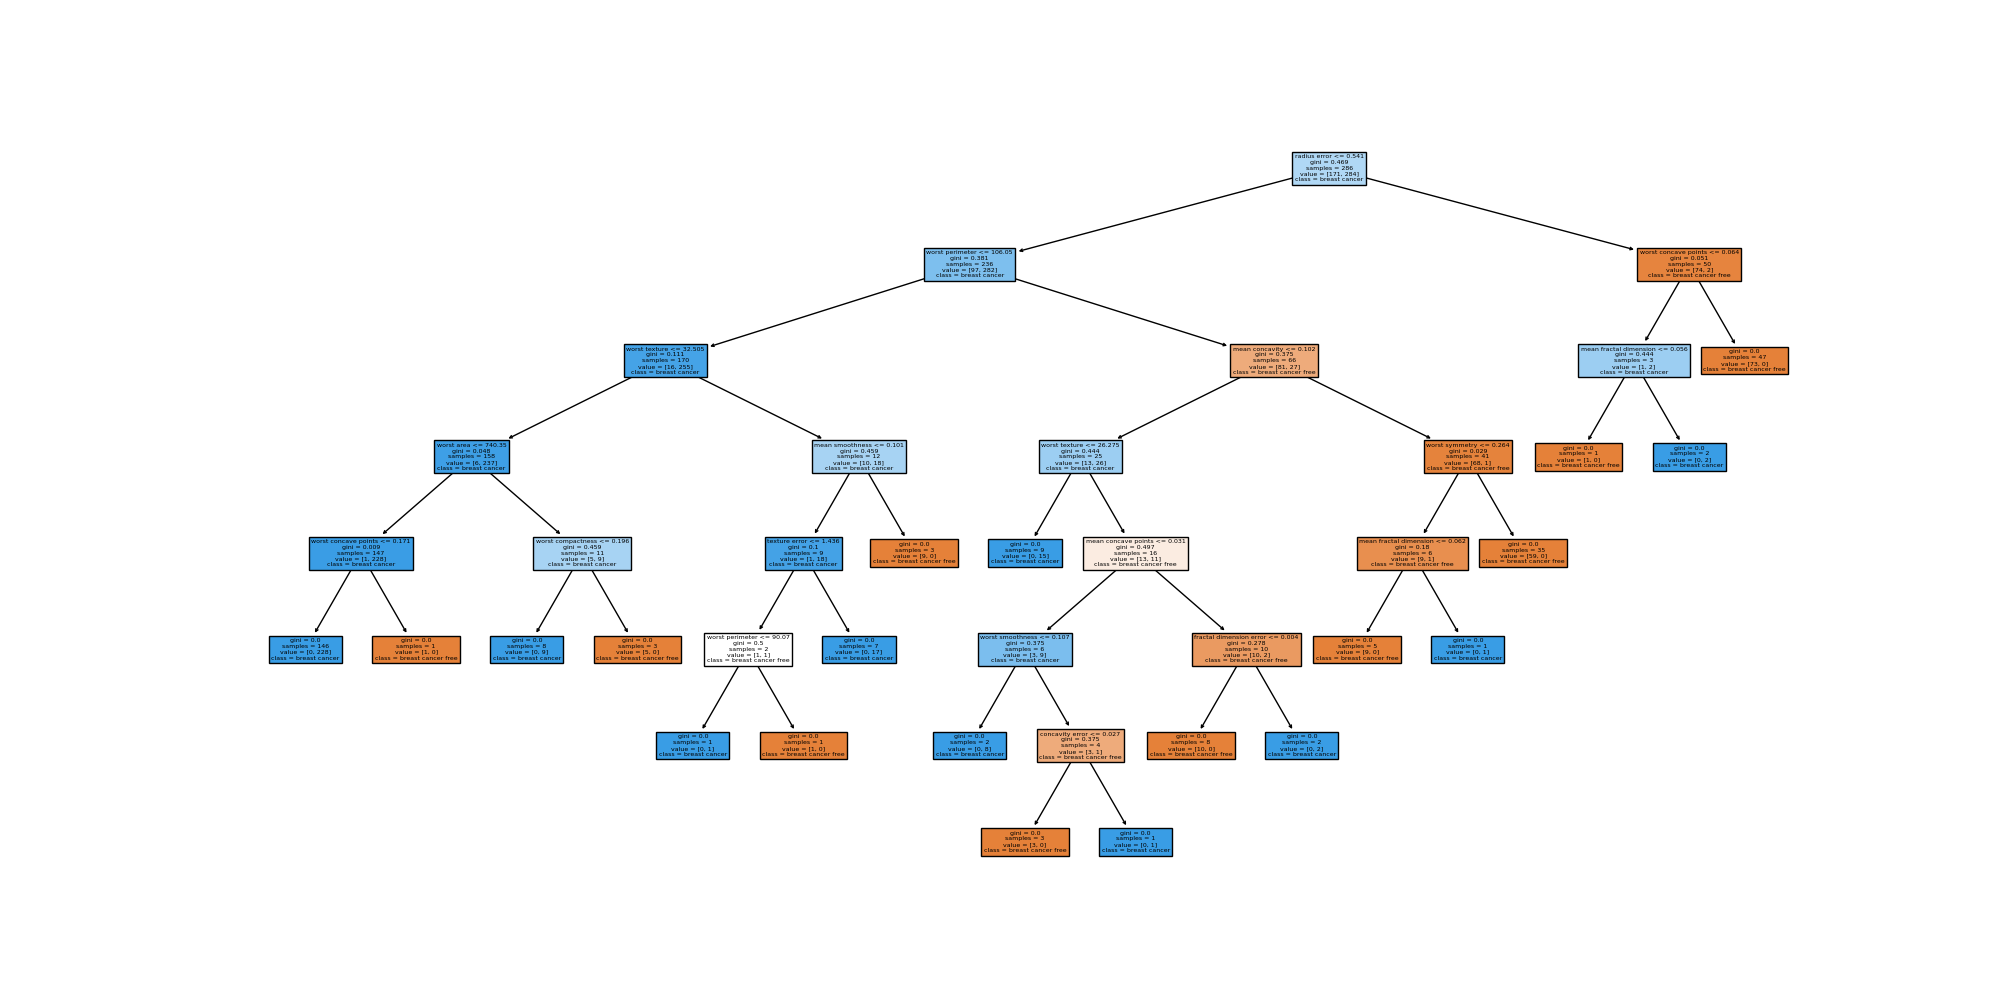 radius error <= 0.541
gini = 0.469
samples = 286
value = [171, 284]
class = breast cancer
worst perimeter <= 106.05
gini = 0.381
samples = 236
value = [97, 282]
class = breast cancer
worst concave points <= 0.064
gini = 0.051
samples = 50
value = [74, 2]
class = breast cancer free
worst texture <= 32.505
gini = 0.111
samples = 170
value = [16, 255]
class = breast cancer
mean concavity <= 0.102
gini = 0.375
samples = 66
value = [81, 27]
class = breast cancer free
mean fractal dimension <= 0.056
gini = 0.444
samples = 3
value = [1, 2]
class = breast cancer
gini = 0.0
samples = 47
value = [73, 0]
class = breast cancer free
worst area <= 740.35
gini = 0.048
samples = 158
value = [6, 237]
class = breast cancer
mean smoothness <= 0.101
gini = 0.459
samples = 12
value = [10, 18]
class = breast cancer
worst texture <= 26.275
gini = 0.444
samples = 25
value = [13, 26]
class = breast cancer
worst symmetry <= 0.264
gini = 0.029
samples = 41
value = [68, 1]
class = breast cancer free
gini = 0.0
samples = 1
value = [1, 0]
class = breast cancer free
gini = 0.0
samples = 2
value = [0, 2]
class = breast cancer
worst concave points <= 0.171
gini = 0.009
samples = 147
value = [1, 228]
class = breast cancer
worst compactness <= 0.196
gini = 0.459
samples = 11
value = [5, 9]
class = breast cancer
texture error <= 1.436
gini = 0.1
samples = 9
value = [1, 18]
class = breast cancer
gini = 0.0
samples = 3
value = [9, 0]
class = breast cancer free
gini = 0.0
samples = 9
value = [0, 15]
class = breast cancer
mean concave points <= 0.031
gini = 0.497
samples = 16
value = [13, 11]
class = breast cancer free
mean fractal dimension <= 0.062
gini = 0.18
samples = 6
value = [9, 1]
class = breast cancer free
gini = 0.0
samples = 35
value = [59, 0]
class = breast cancer free
gini = 0.0
samples = 146
value = [0, 228]
class = breast cancer
gini = 0.0
samples = 1
value = [1, 0]
class = breast cancer free
gini = 0.0
samples = 8
value = [0, 9]
class = breast cancer
gini = 0.0
samples = 3
value = [5, 0]
class = breast cancer free
worst perimeter <= 90.07
gini = 0.5
samples = 2
value = [1, 1]
class = breast cancer free
gini = 0.0
samples = 7
value = [0, 17]
class = breast cancer
worst smoothness <= 0.107
gini = 0.375
samples = 6
value = [3, 9]
class = breast cancer
fractal dimension error <= 0.004
gini = 0.278
samples = 10
value = [10, 2]
class = breast cancer free
gini = 0.0
samples = 5
value = [9, 0]
class = breast cancer free
gini = 0.0
samples = 1
value = [0, 1]
class = breast cancer
gini = 0.0
samples = 1
value = [0, 1]
class = breast cancer
gini = 0.0
samples = 1
value = [1, 0]
class = breast cancer free
gini = 0.0
samples = 2
value = [0, 8]
class = breast cancer
concavity error <= 0.027
gini = 0.375
samples = 4
value = [3, 1]
class = breast cancer free
gini = 0.0
samples = 8
value = [10, 0]
class = breast cancer free
gini = 0.0
samples = 2
value = [0, 2]
class = breast cancer
gini = 0.0
samples = 3
value = [3, 0]
class = breast cancer free
gini = 0.0
samples = 1
value = [0, 1]
class = breast cancer